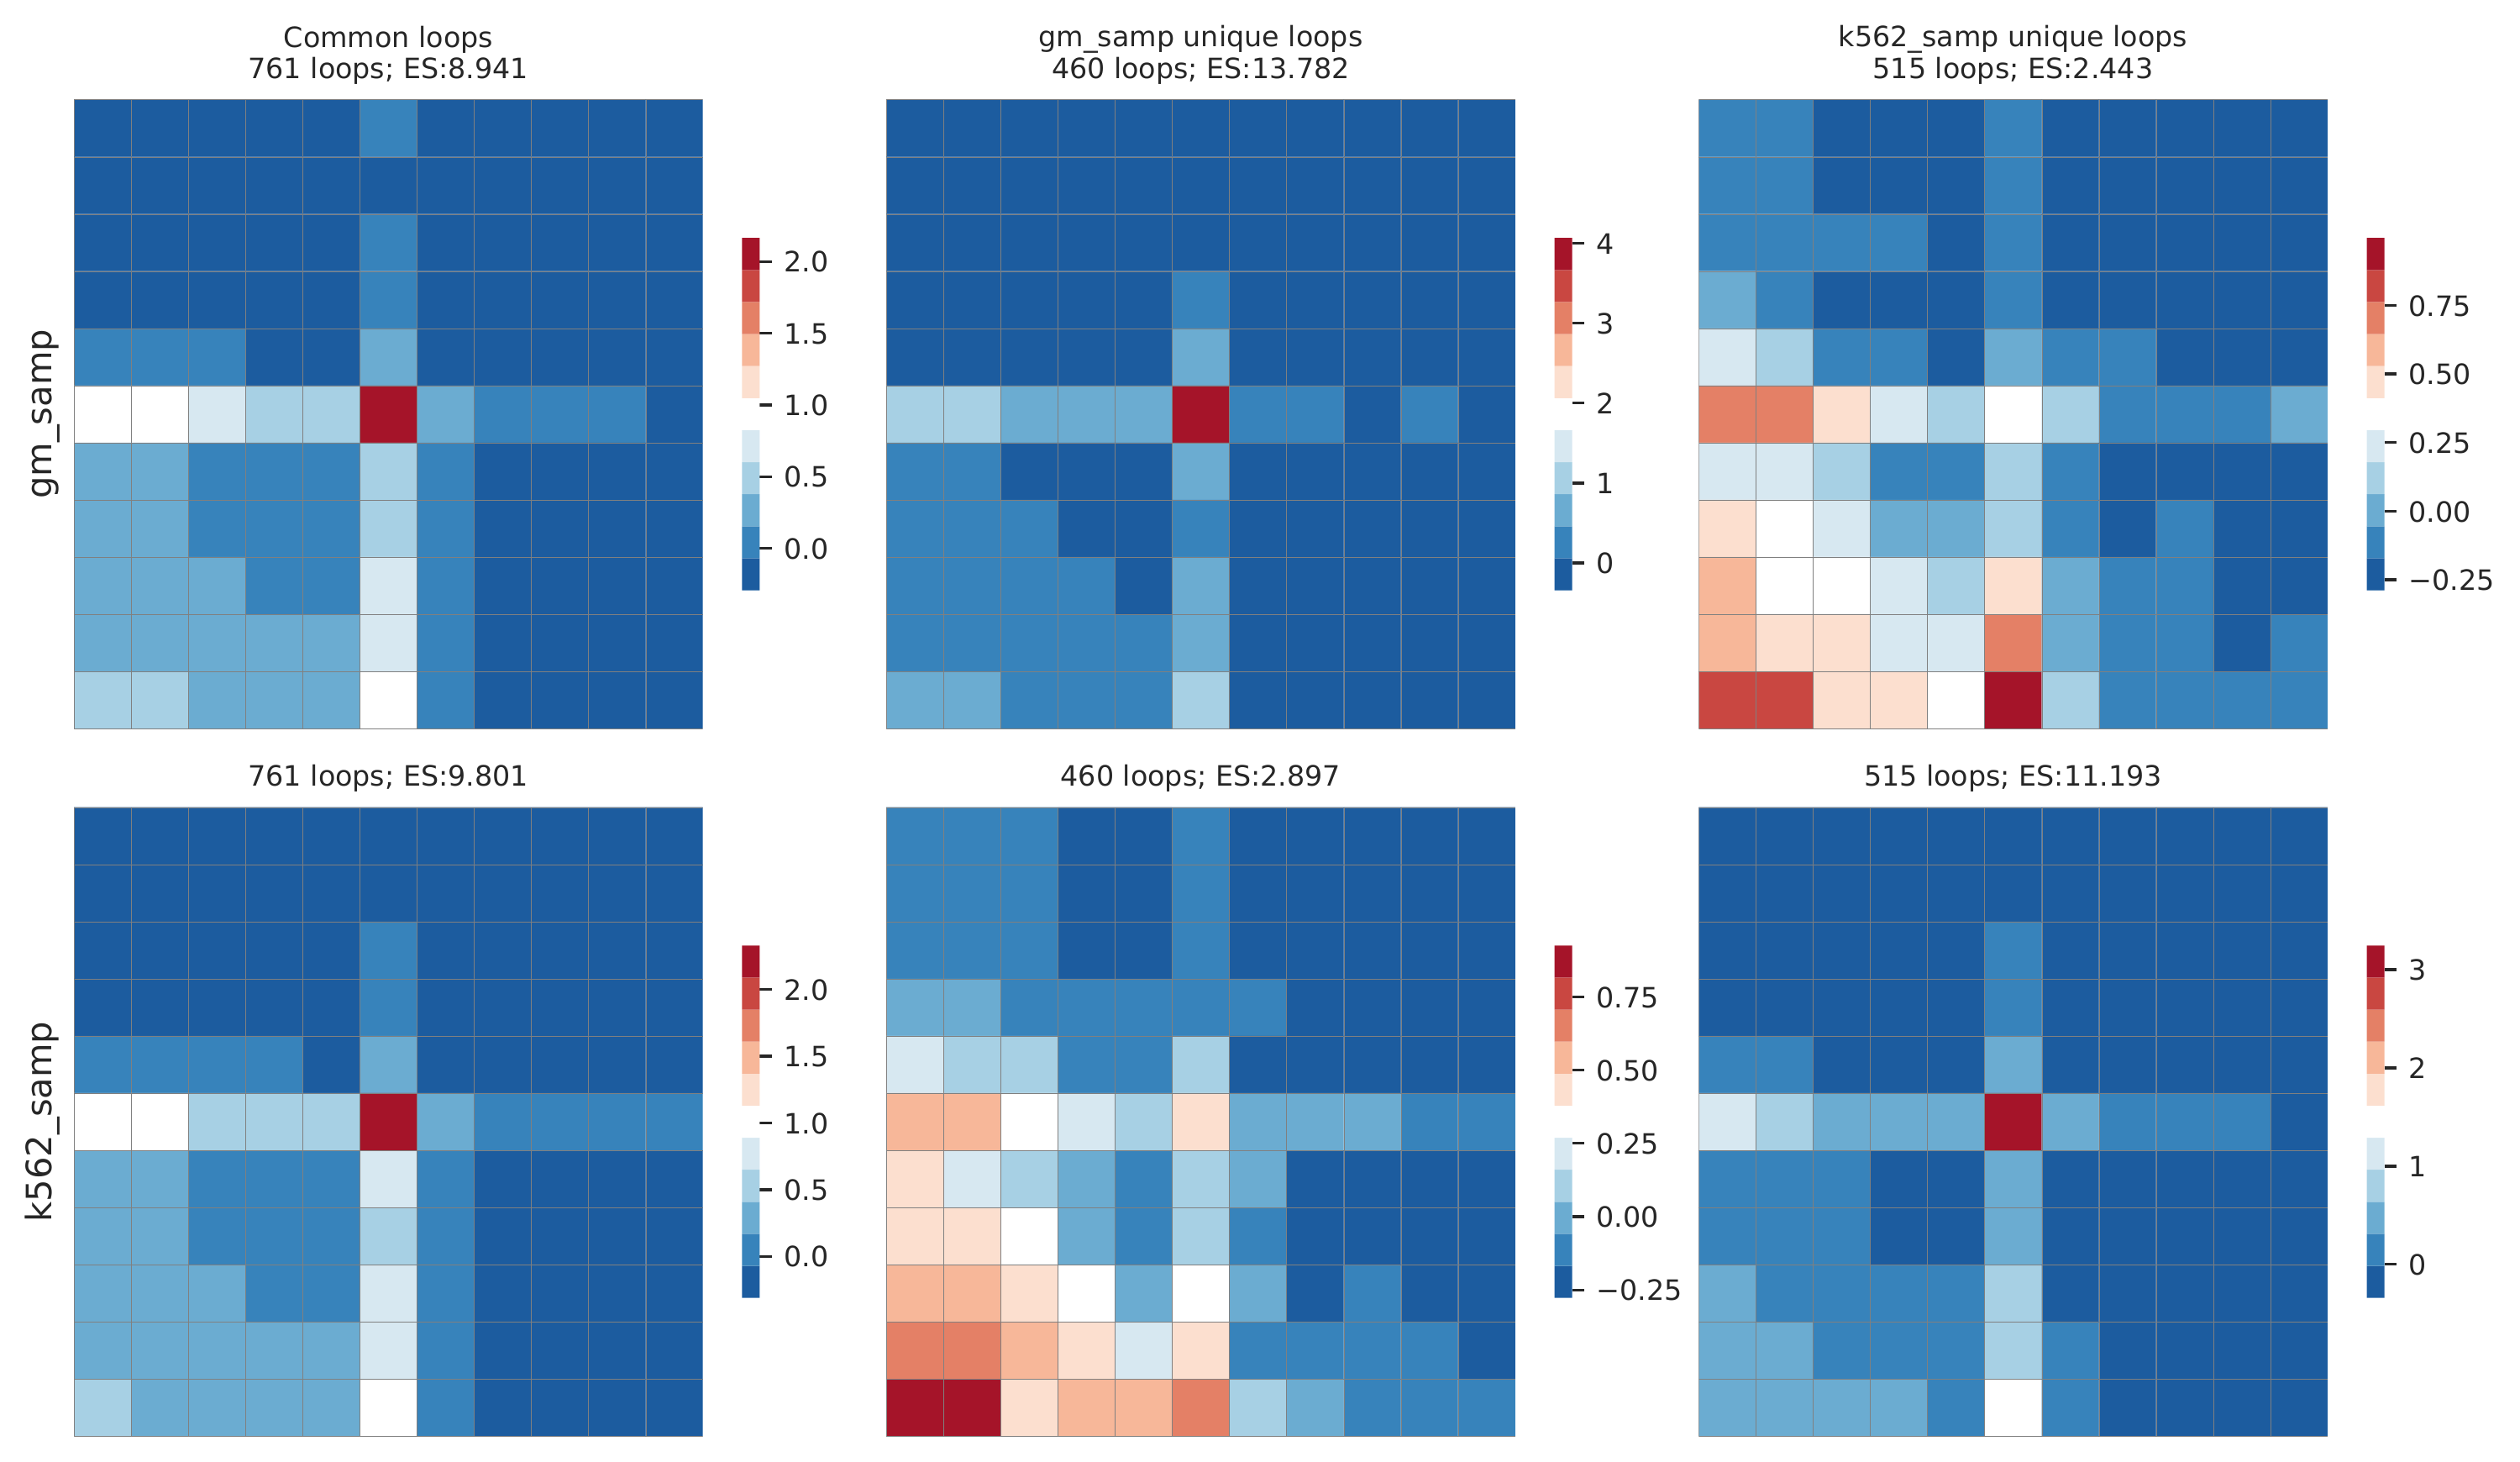 Common loops
761 loops; ES:8.941
gm_samp unique loops
460 loops; ES:13.782
k562_samp unique loops
515 loops; ES:2.443
gm_samp
2.0
1.5
1.0
0.5
0.0
4
3
2
1
0
0.75
0.50
0.25
0.00
−0.25
761 loops; ES:9.801
460 loops; ES:2.897
515 loops; ES:11.193
k562_samp
2.0
1.5
1.0
0.5
0.0
0.75
0.50
0.25
0.00
−0.25
3
2
1
0